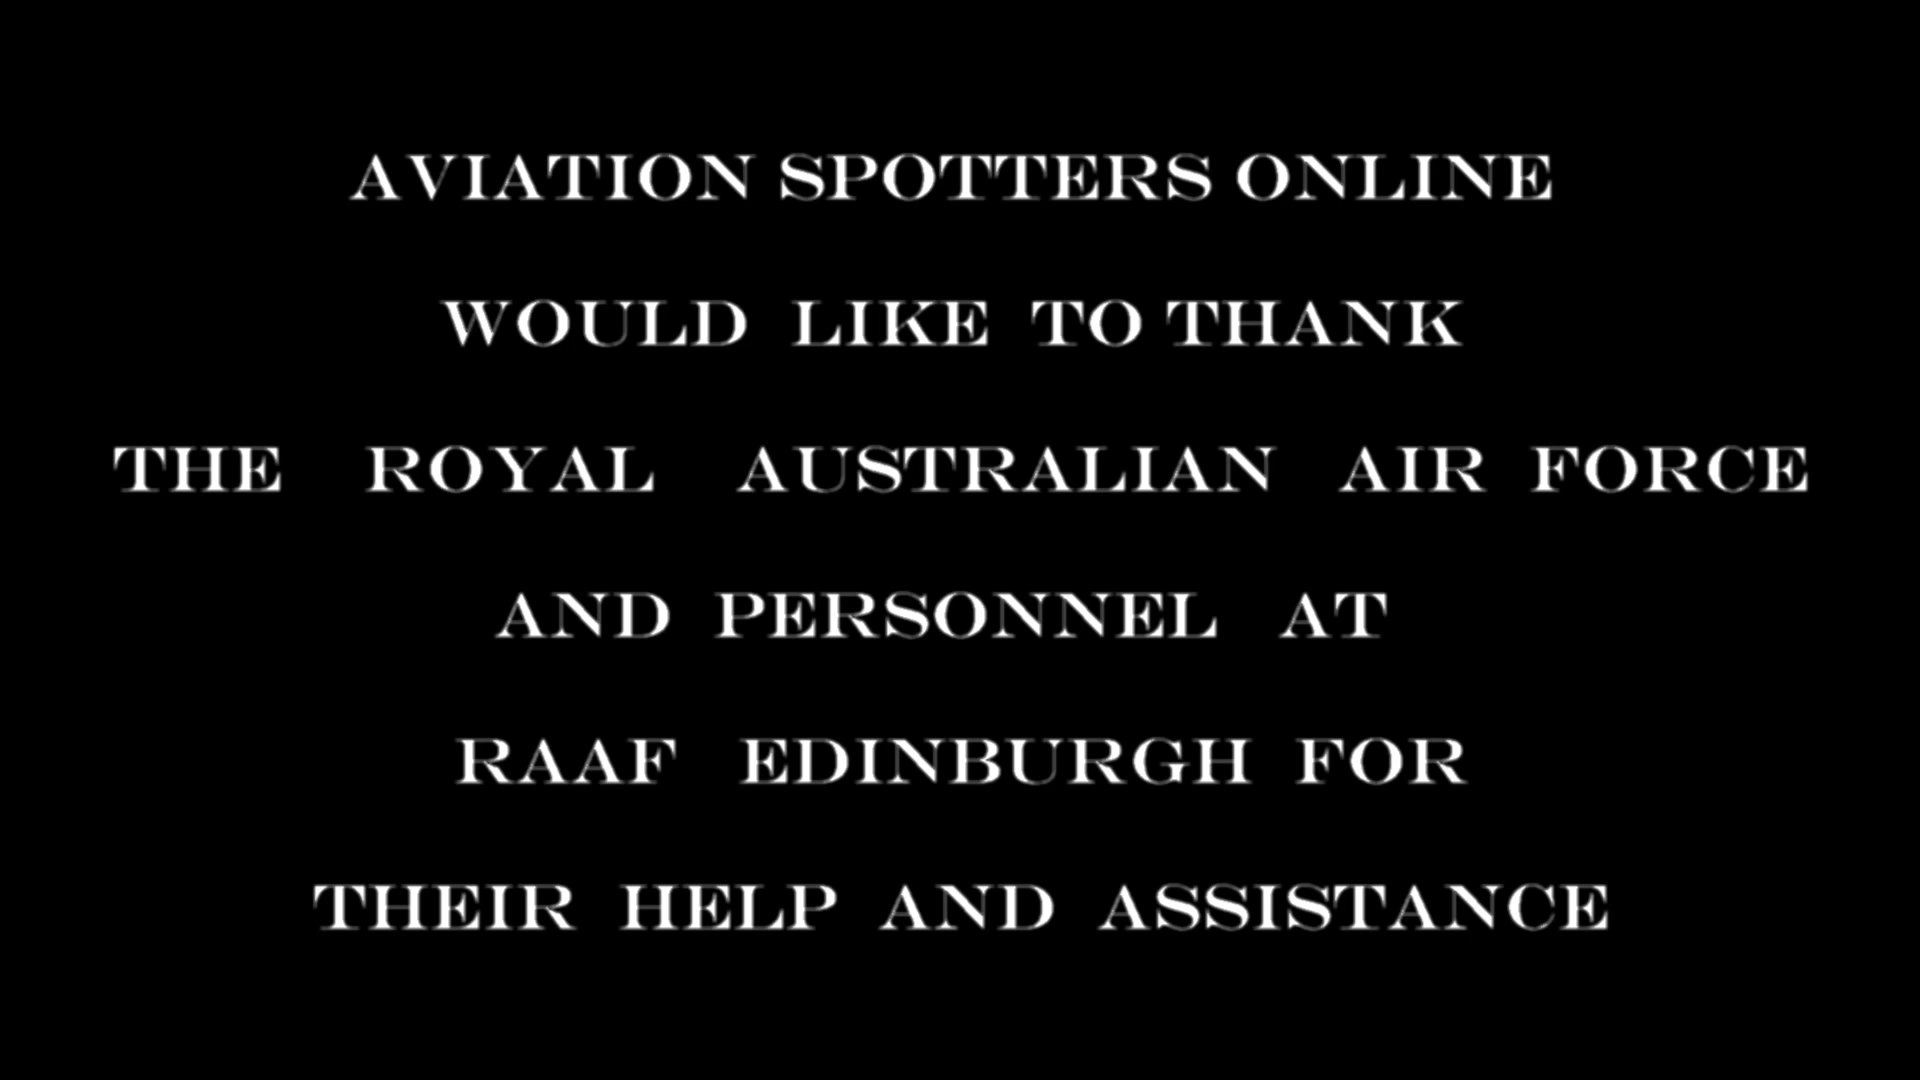 AVIATION SPOTTERS ONLINE
WOULD LIKE TO THANK
THE ROYAL AUSTRALIAN AIR FORCE
AND PERSONNEL AT
RAAF EDINBURGH FOR
THEIR HELP AND ASSISTANCE